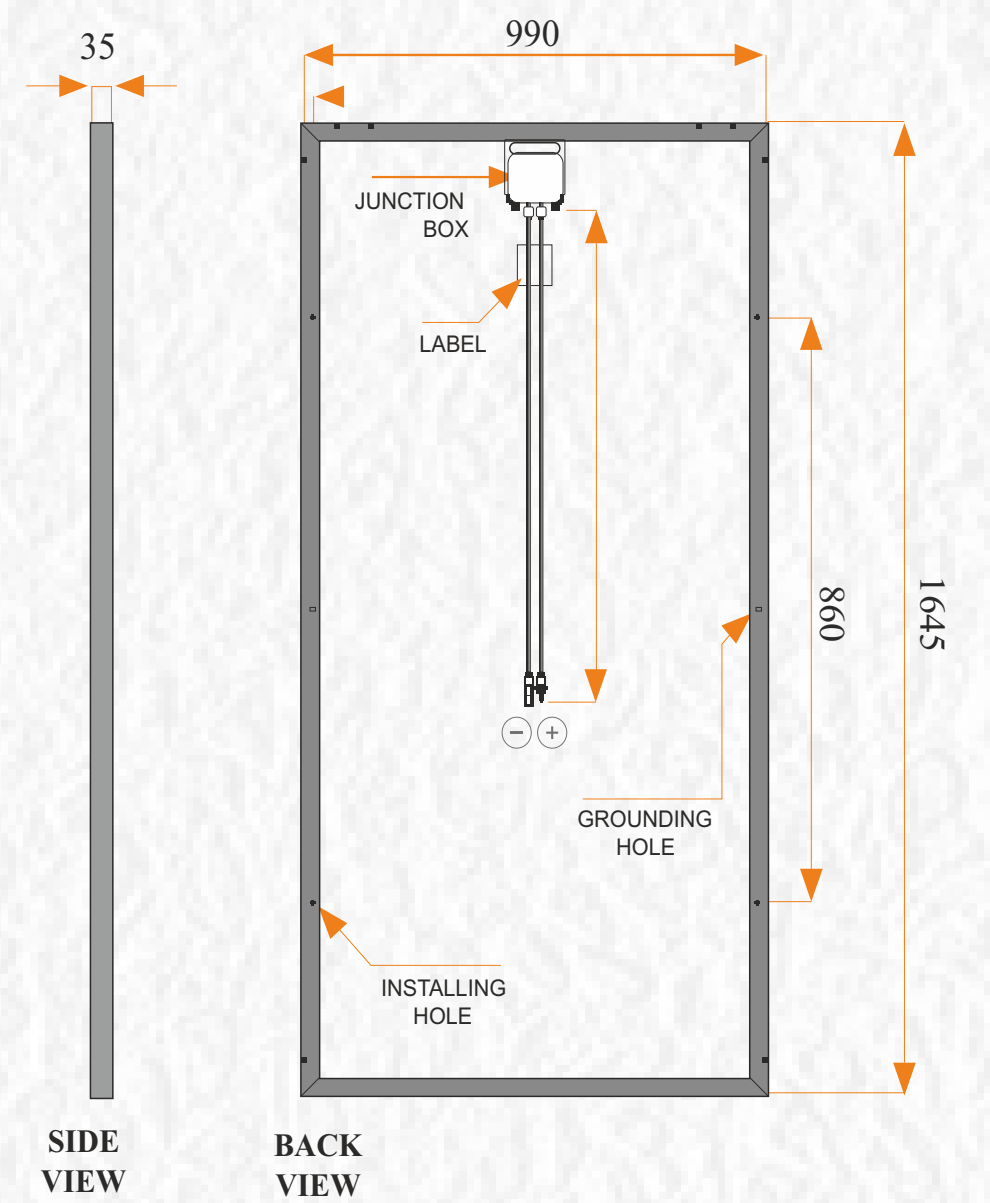 35
990
JUNCTION
BOX
LABEL
860
1645
GROUNDING
HOLE
INSTALLING
HOLE
SIDE
VIEW
BACK
VIEW